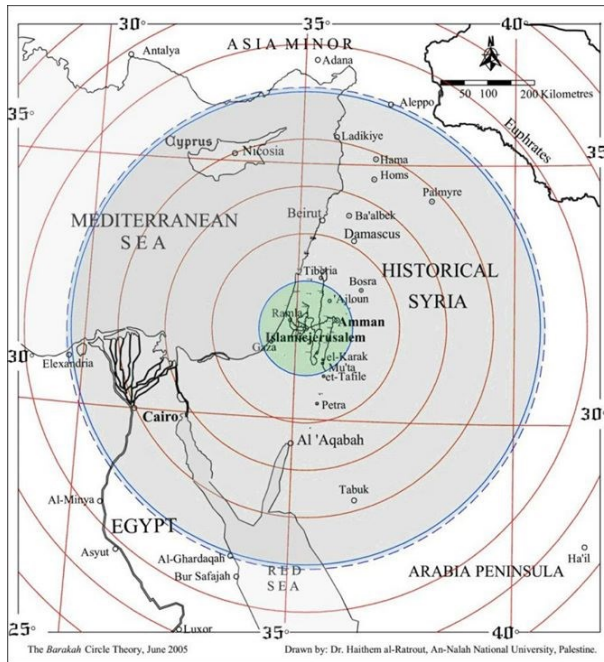 30° 35° 40°
ASIA MINOR
Antalya
Adana
50 100 200 Kilometres
35°
Aleppo
Euphrates
Ladikiye
Cyprus
Nicosia
Hama
35°
Homs
Palmyre
MEDITERRANEAN
SEA
Beirut
Ba'albek
Damascus
HISTORICAL
SYRIA
Tiberia
Bosra
'Ajloun
Ramla
Amman
Islamicjerusalem
30°
Elexandria
Gaza
el-Karak
Mu'ta
et-Tafile
Petra
30°
Cairo
Al 'Aqabah
Al-Minya
Tabuk
EGYPT
Asyut
Al-Ghardaqah
Bur Safajah
RED
SEA
ARABIA PENINSULA
Ha'il
Luxor
25° 35° 40°
The Barakah Circle Theory, June 2005 Drawn by: Dr. Haithem al-Ratrout, An-Nalah National University, Palestine.